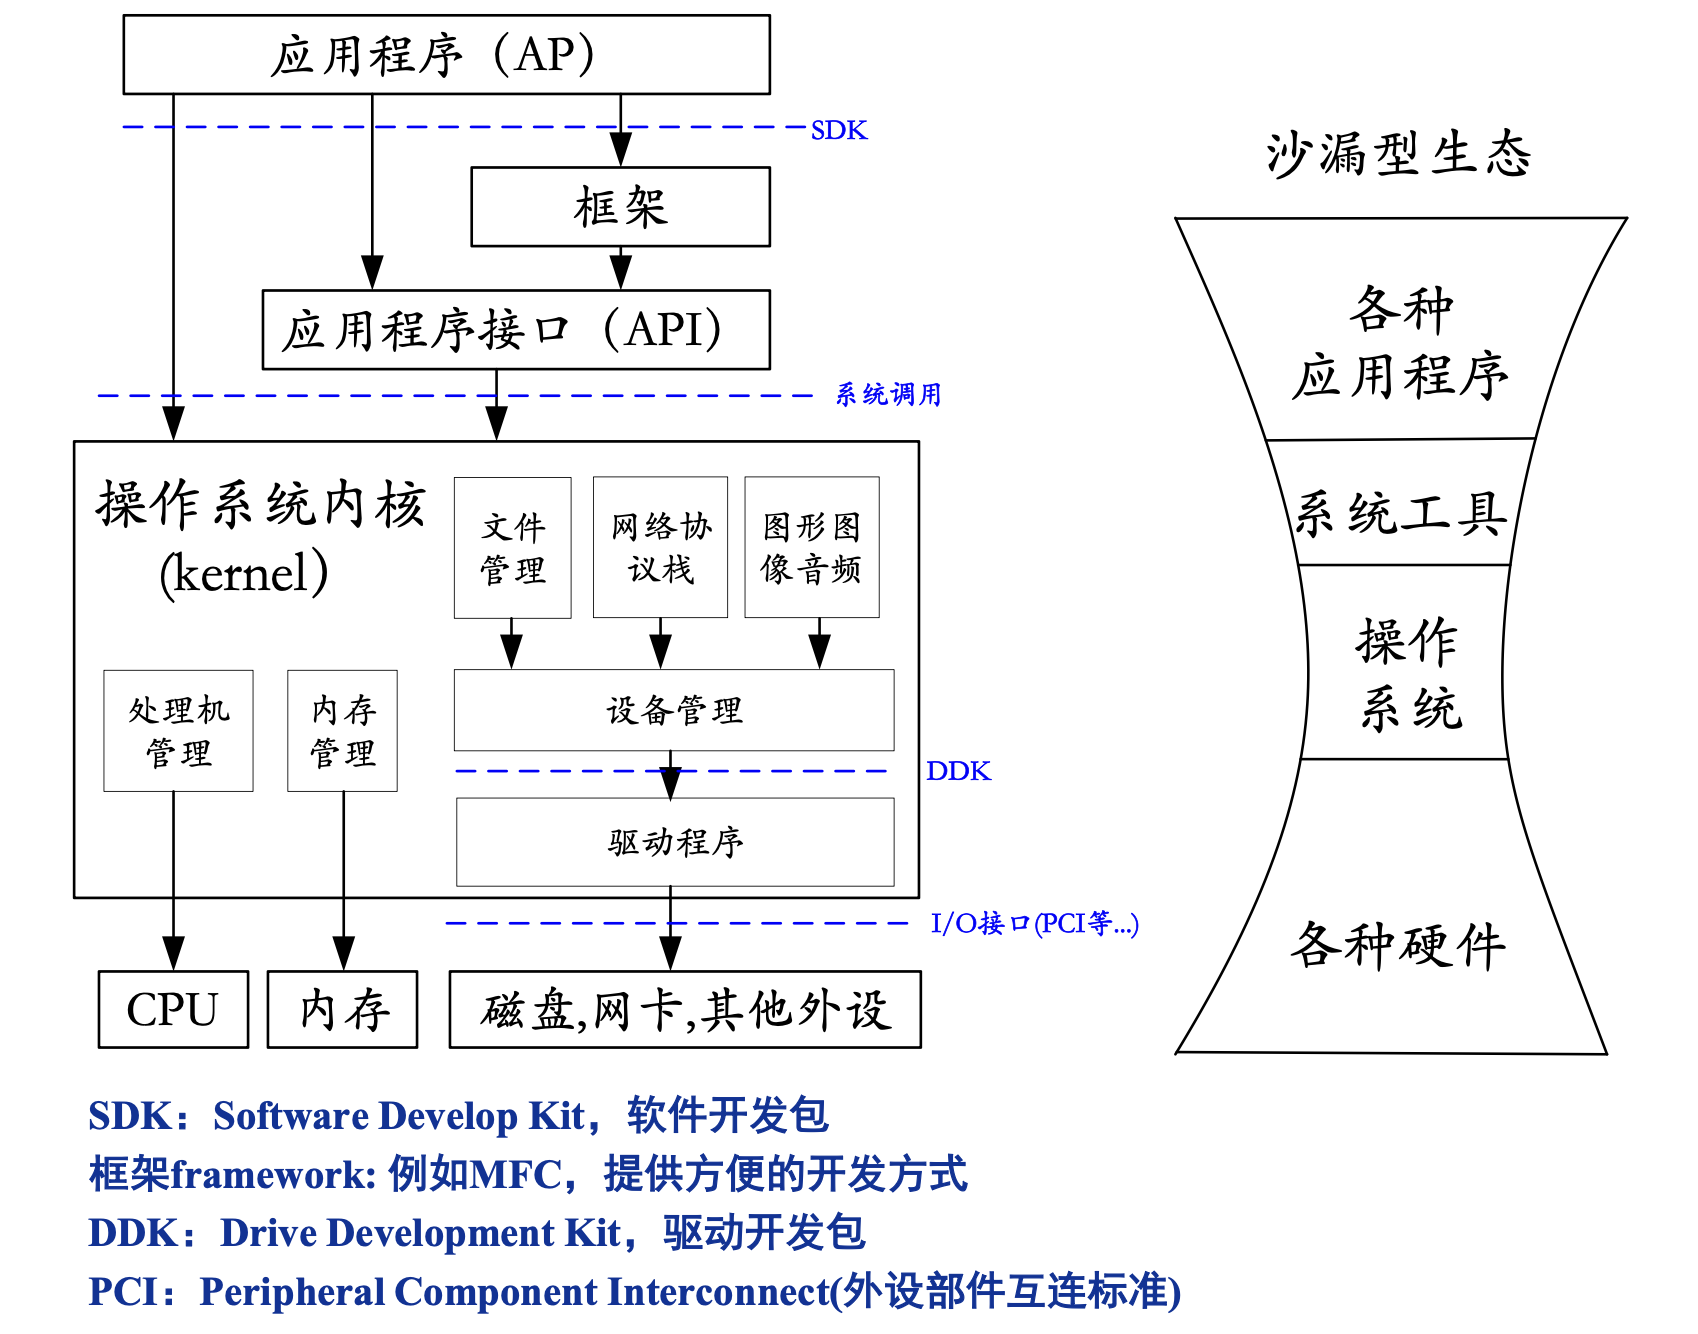 应用程序（AP）
SDK
框架
应用程序接口（API）
系统调用
操作系统内核
(kernel)
文件
管理
网络协
议栈
图形图
像音频
处理机
管理
内存
管理
设备管理
DDK
驱动程序
I/O接口(PCI等...)
CPU
内存
磁盘,网卡,其他外设
沙漏型生态
各种
应用程序
系统工具
操作
系统
各种硬件
SDK：Software Develop Kit，软件开发包
框架framework: 例如MFC，提供方便的开发方式
DDK：Drive Development Kit，驱动开发包
PCI：Peripheral Component Interconnect(外设部件互连标准)